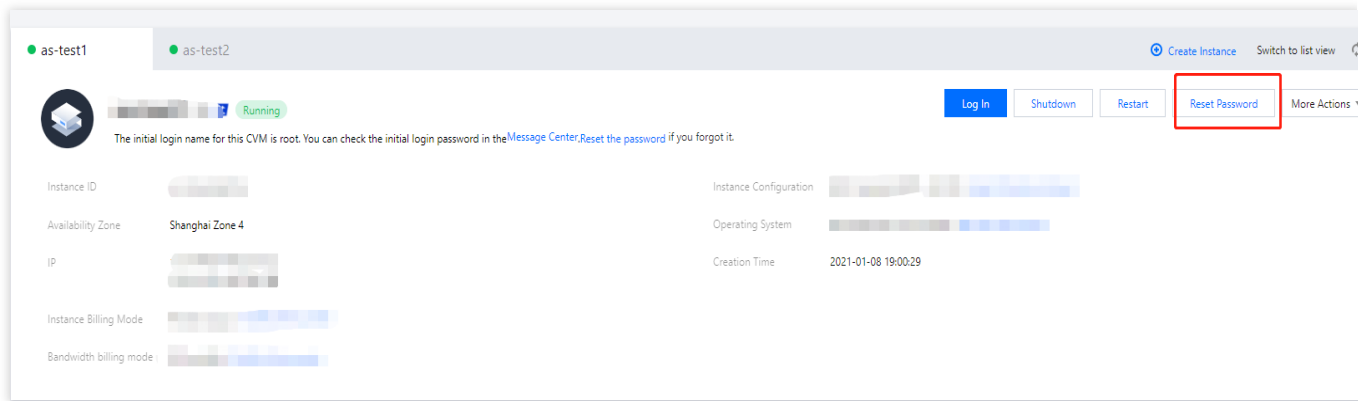 as-test1 as-test2 Create Instance Switch to list view
Running Log In Shutdown Restart Reset Password More Actions
The initial login name for this CVM is root. You can check the initial login password in the Message Center,Reset the password if you forgot it.
Instance ID Instance Configuration
Availability Zone Shanghai Zone 4 Operating System
IP Creation Time 2021-01-08 19:00:29
Instance Billing Mode
Bandwidth billing mode